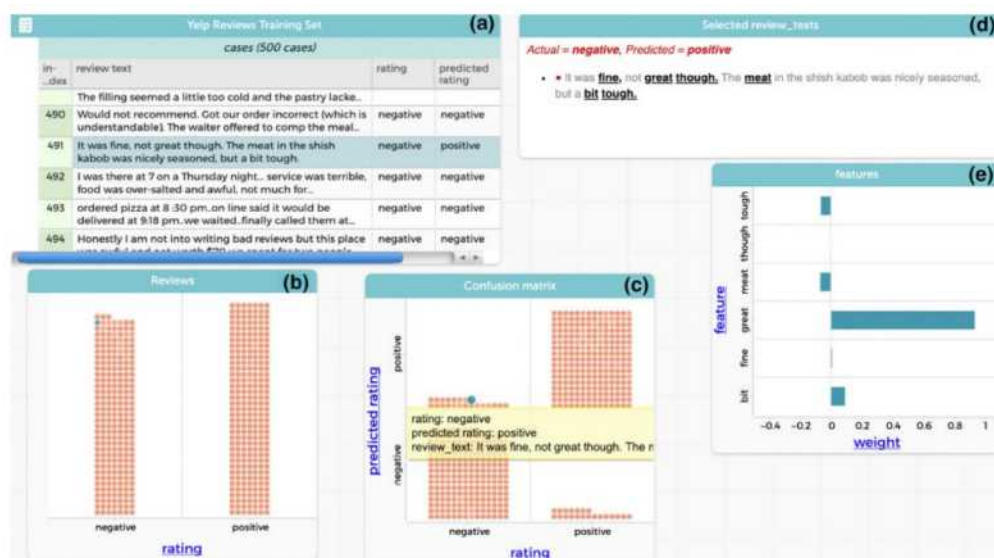 Yelp Reviews Training Set
(a)
cases (500 cases)
in-
...dex
review text
rating
predicted
rating
The filling seemed a little too cold and the pastry lacke...
490
Would not recommend. Got our order incorrect (which is
understandable). The waiter offered to comp the meal...
negative
negative
491
It was fine, not great though. The meat in the shish
kabob was nicely seasoned, but a bit tough.
negative
positive
492
I was there at 7 on a Thursday night... service was terrible,
food was over-salted and awful, not much for...
negative
negative
493
ordered pizza at 8 :30 pm..on line said it would be
delivered at 9:18 pm..we waited..finally called them at...
negative
negative
494
Honestly I am not into writing bad reviews but this place
negative
negative
Selected review_texts
(d)
Actual = negative, Predicted = positive
It was fine, not great though. The meat in the shish kabob was nicely seasoned,
but a bit tough.
Reviews
(b)
negative
positive
rating
Confusion matrix
(c)
predicted rating
positive
negative
rating: negative
predicted rating: positive
review_text: It was fine, not great though. The m
negative
positive
rating
features
(e)
feature
tough
though
meat
great
fine
bit
-0.4
-0.2
0
0.2
0.4
0.6
0.8
1
weight